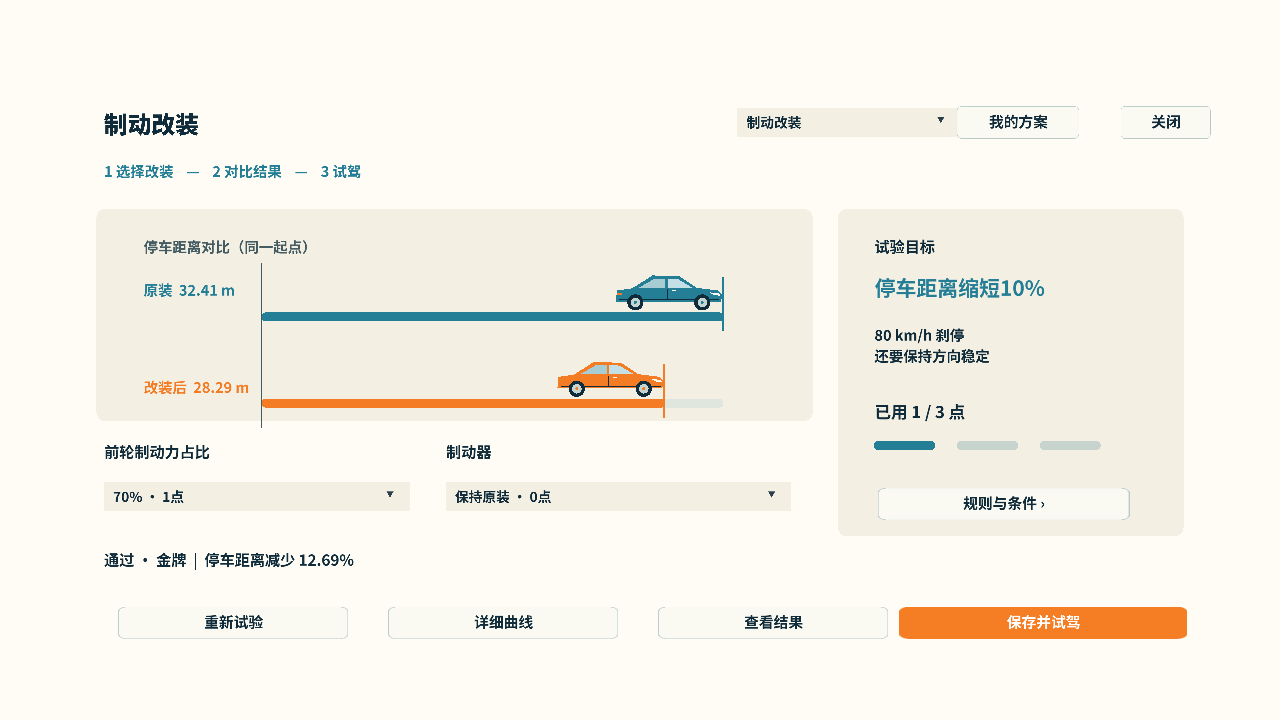 制动改装
制动改装 ▼
我的方案
关闭
1 选择改装 — 2 对比结果 — 3 试驾
停车距离对比（同一起点）
原装 32.41 m
改装后 28.29 m
试验目标
停车距离缩短10%
80 km/h 刹停
还要保持方向稳定
已用 1 / 3 点
规则与条件 ›
前轮制动力占比
制动器
70% · 1点 ▼
保持原装 · 0点 ▼
通过 · 金牌 | 停车距离减少 12.69%
重新试验
详细曲线
查看结果
保存并试驾